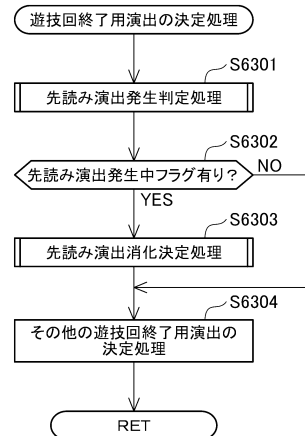 遊技回終了用演出の決定処理
S6301
先読み演出発生判定処理
S6302
先読み演出発生中フラグ有り？
NO
YES
S6303
先読み演出消化決定処理
S6304
その他の遊技回終了用演出の
決定処理
RET